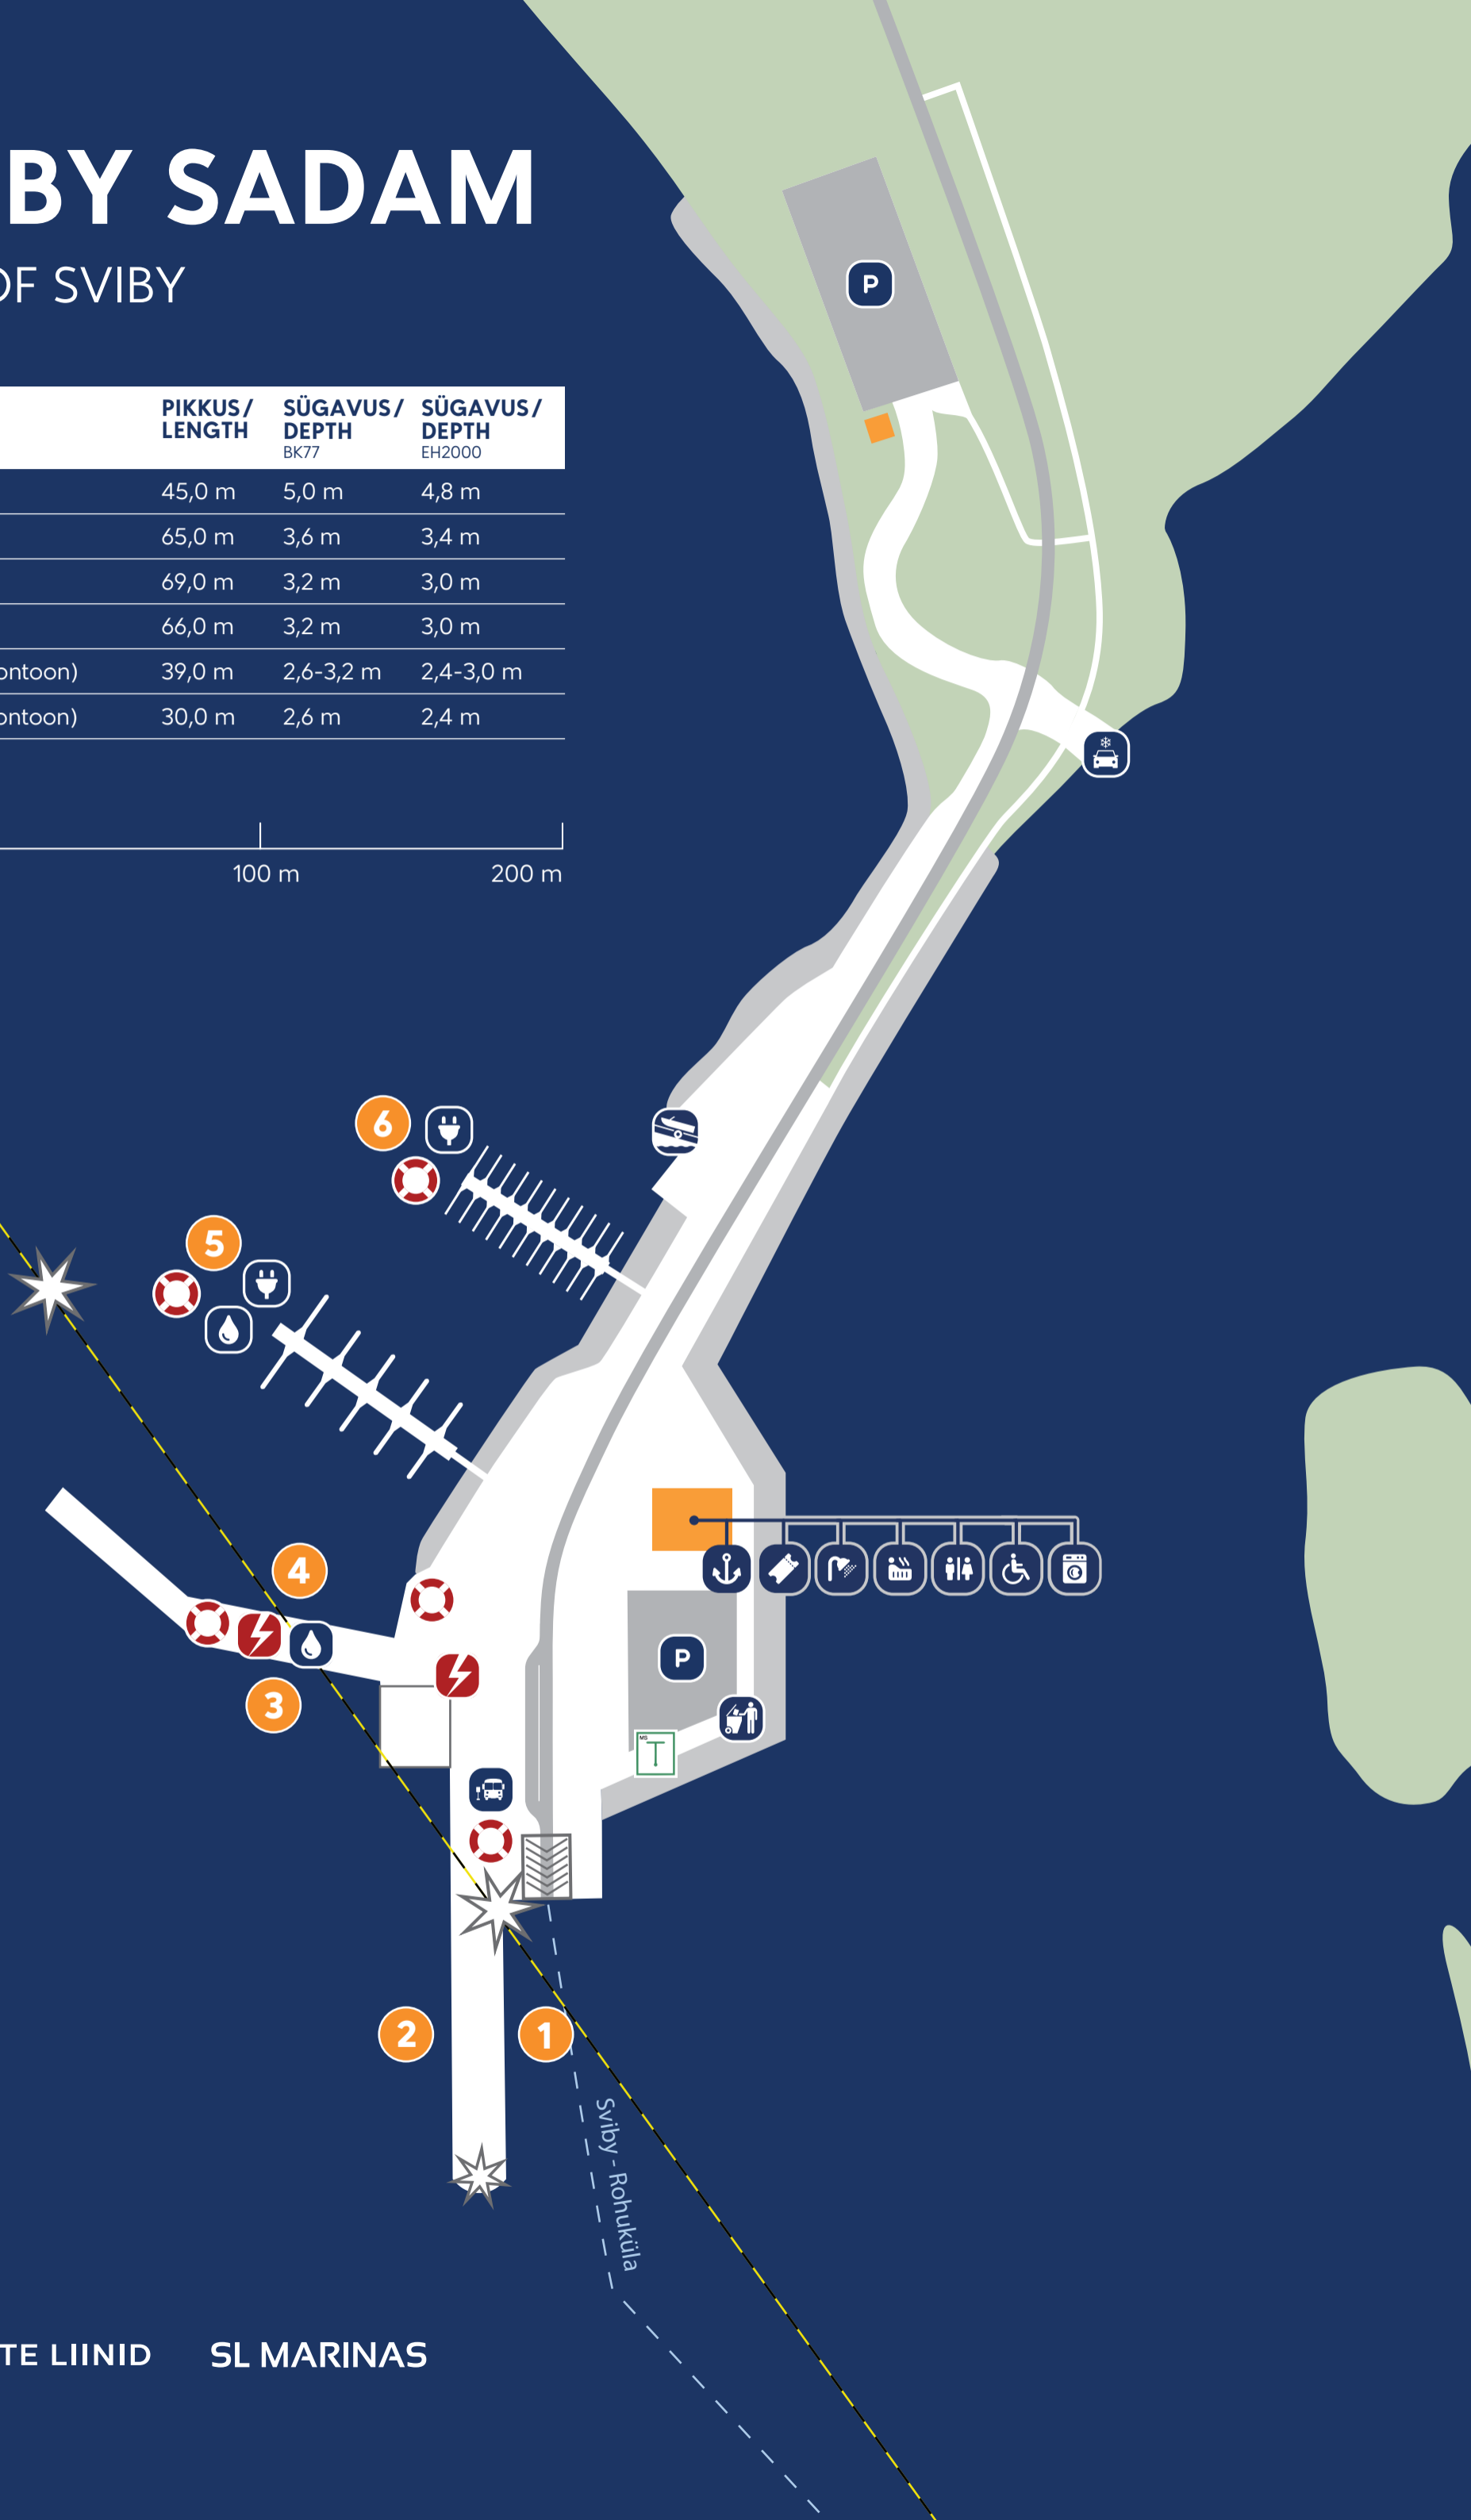 BY SADAM
OF SVIBY
PIKKUS/ SÜGAVUS/ SÜGAVUS/
LENGTH DEPTH DEPTH
BK77 EH2000
45,0 m 5,0 m 4,8 m
65,0 m 3,6 m 3,4 m
69,0 m 3,2 m 3,0 m
66,0 m 3,2 m 3,0 m
ontoon) 39,0 m 2,6-3,2 m 2,4-3,0 m
ontoon) 30,0 m 2,6 m 2,4 m
100 m 200 m
P
6
5
4
3
P
MS
T
2
1
Sviby - Rohuküla
TE LIINID
SL MARINAS